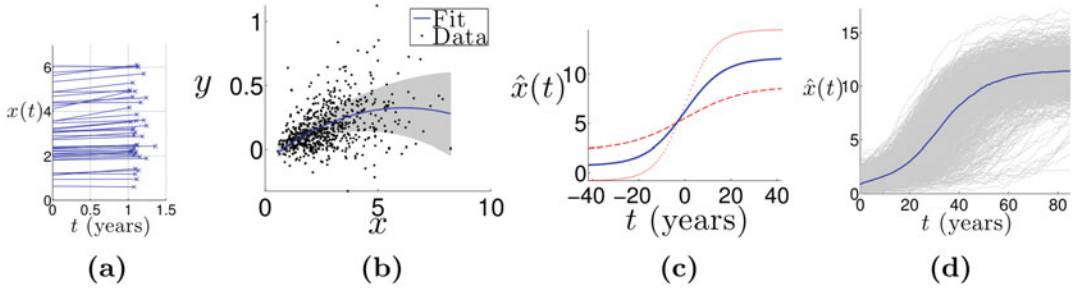 6
4
2
0
x(t)
0 0.5 1 1.5
t (years)
(a)
1
0.5
0
y
Fit
Data
0 5 10
x
(b)
10
5
0
x̂(t)
−40 −20 0 20 40
t (years)
(c)
15
10
5
0
x̂(t)
0 20 40 60 80
t (years)
(d)